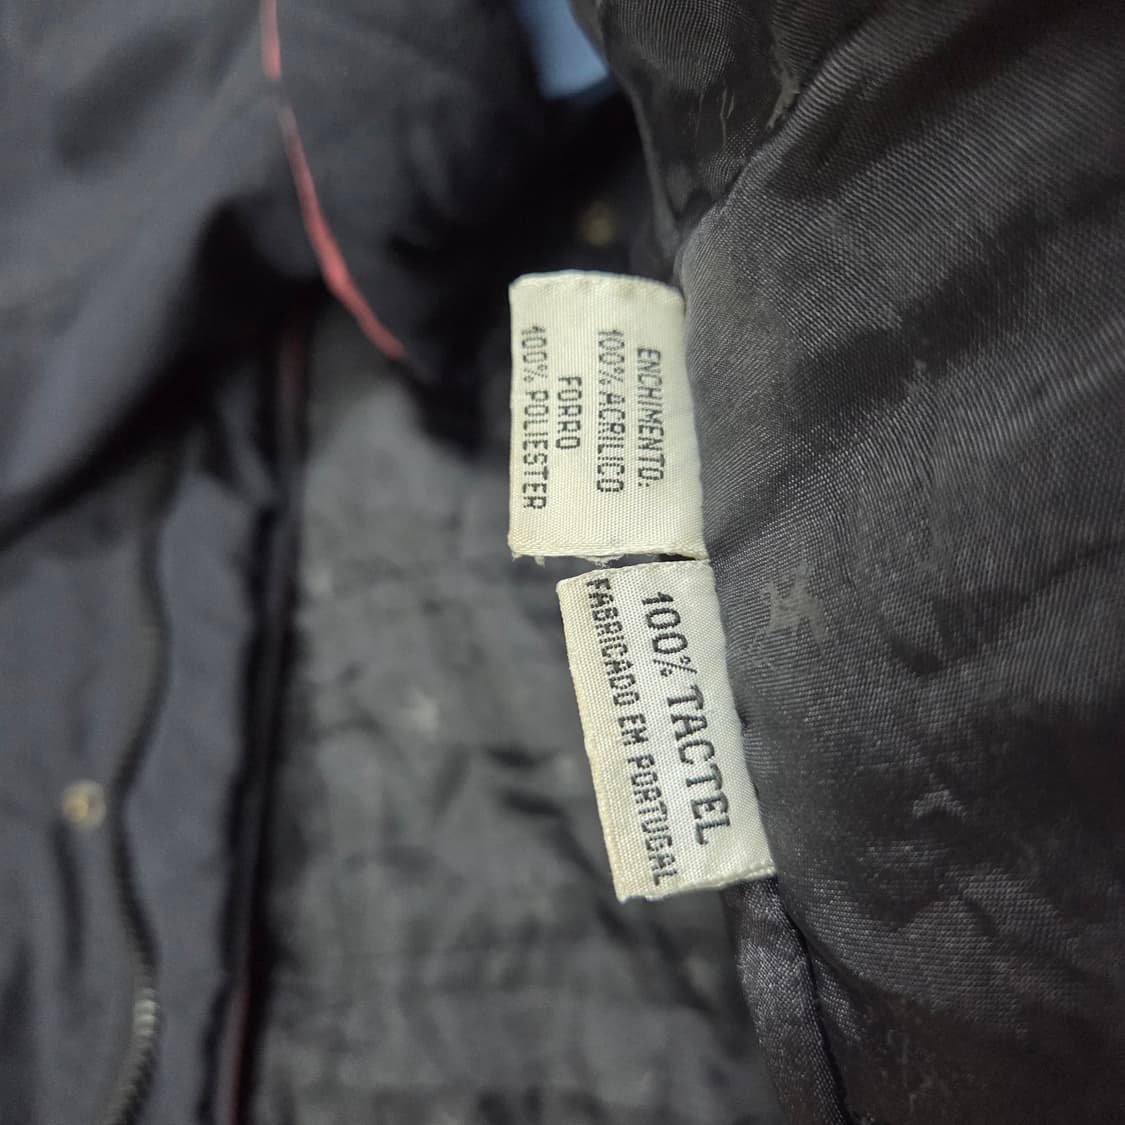 ENCHIMENTO.
100% ACRILICO
FORRO
100% POLIESTER
100% TACTEL
FABRICADO EM PORTUGAL